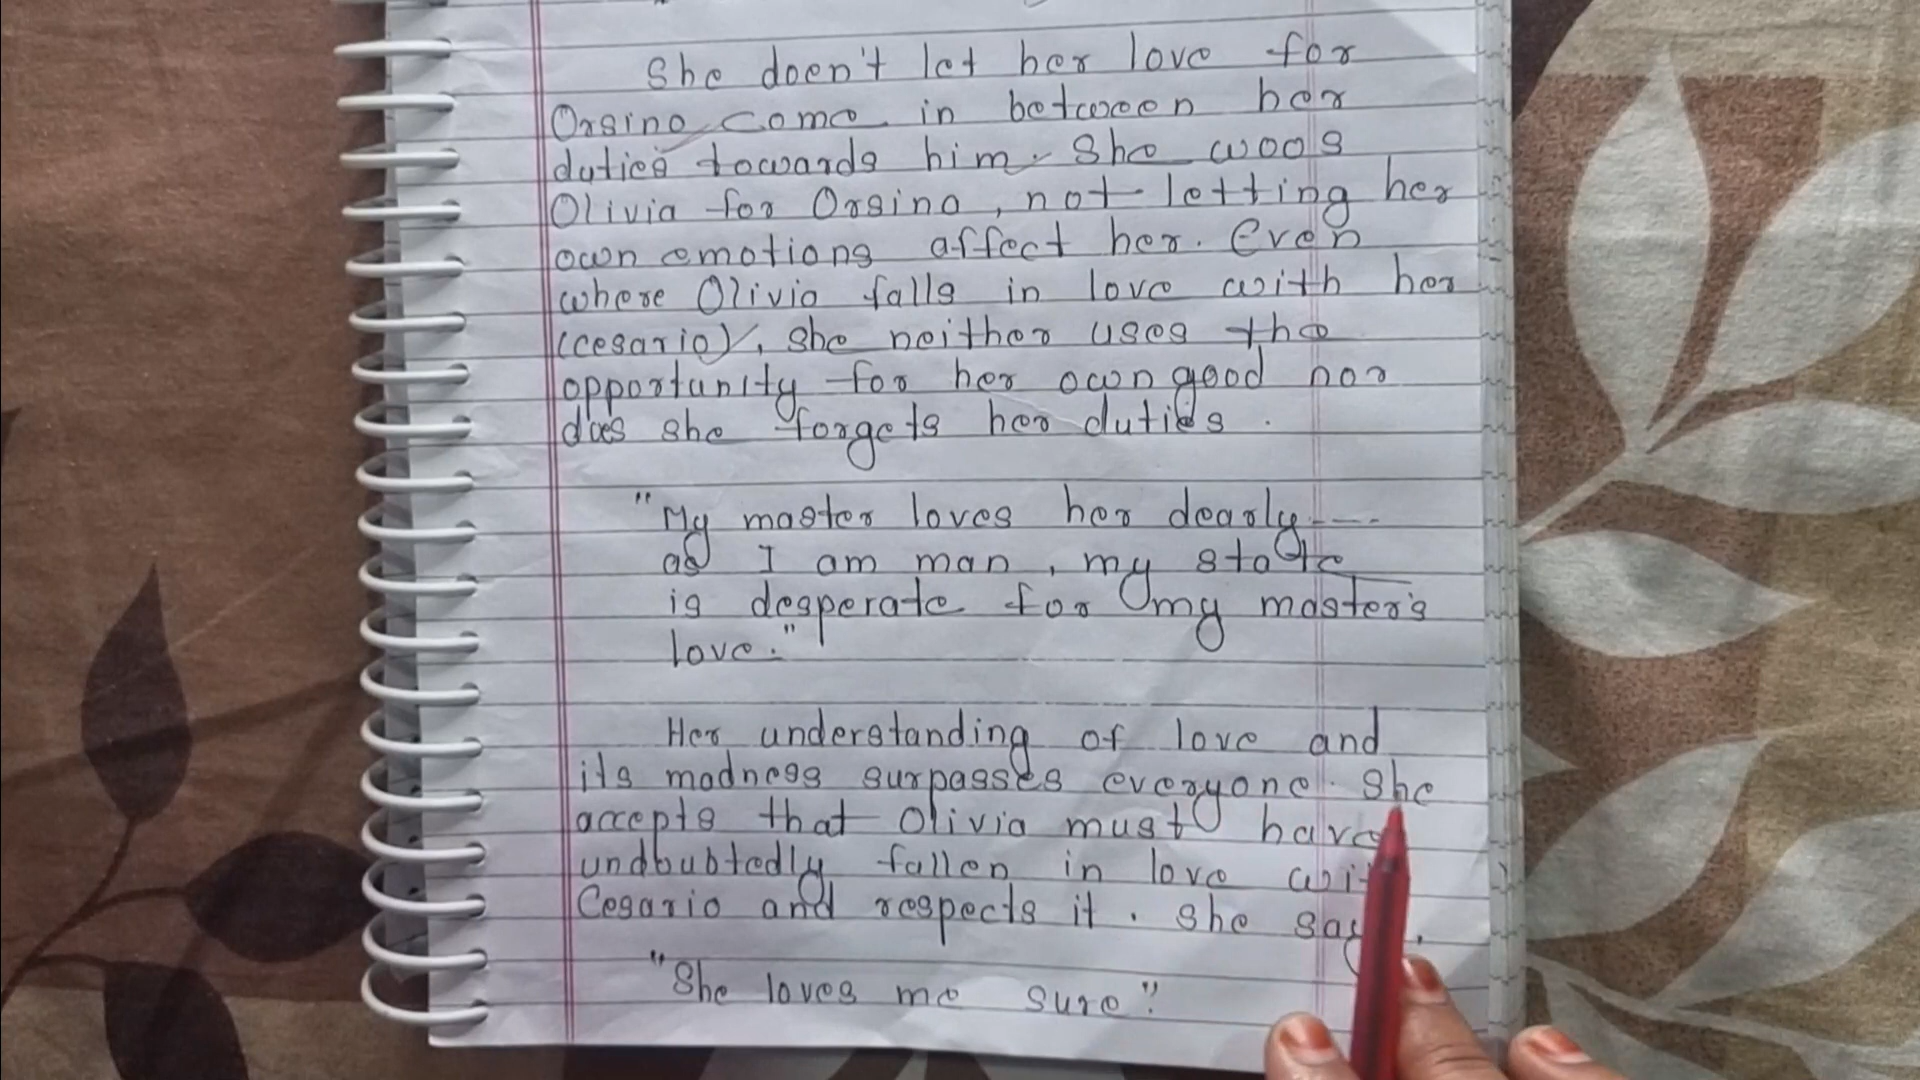 She doen't let her love for
Orsino come in between her
duties towards him. She woos
Olivia for Orsino, not letting her
own emotions affect her. Even
where Olivia falls in love with her
(cesario), she neither uses the
opportunity for her own good nor
does she forgets her duties.
"My master loves her dearly----
as I am man, my state
is desperate for my master's
love."
Her understanding of love and
its madness surpasses everyone. She
accepts that Olivia must have
undoubtedly fallen in love
Cesario and respects it. She
"She loves me sure".